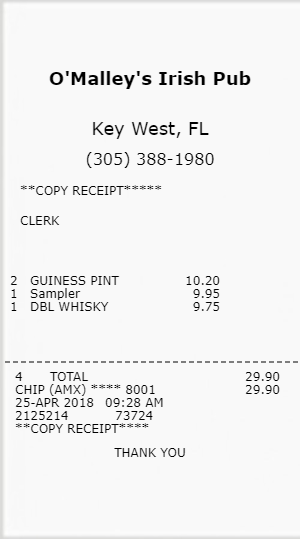 O'Malley's Irish Pub
Key West, FL
(305) 388-1980
**COPY RECEIPT*****
CLERK
2 GUINESS PINT 10.20
1 Sampler 9.95
1 DBL WHISKY 9.75
4 TOTAL 29.90
CHIP (AMX) **** 8001 29.90
25-APR 2018 09:28 AM
2125214 73724
**COPY RECEIPT****
THANK YOU